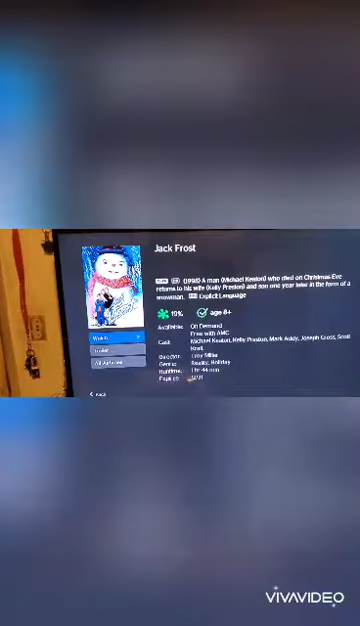 Jack Frost
(1998) A man (Michael Keaton) who died on Christmas Eve
returns to his wife (Kelly Preston) and son one year later in the form of a
snowman. Explicit Language
19% age 8+
Available: On Demand
Free with AMC
Cast: Michael Keaton, Kelly Preston, Mark Addy, Joseph Cross,
Watch
Director: Troy Miller
Genre: Holiday
Runtime: 1 hr 44 min
Expires:
VIVAVIDEO